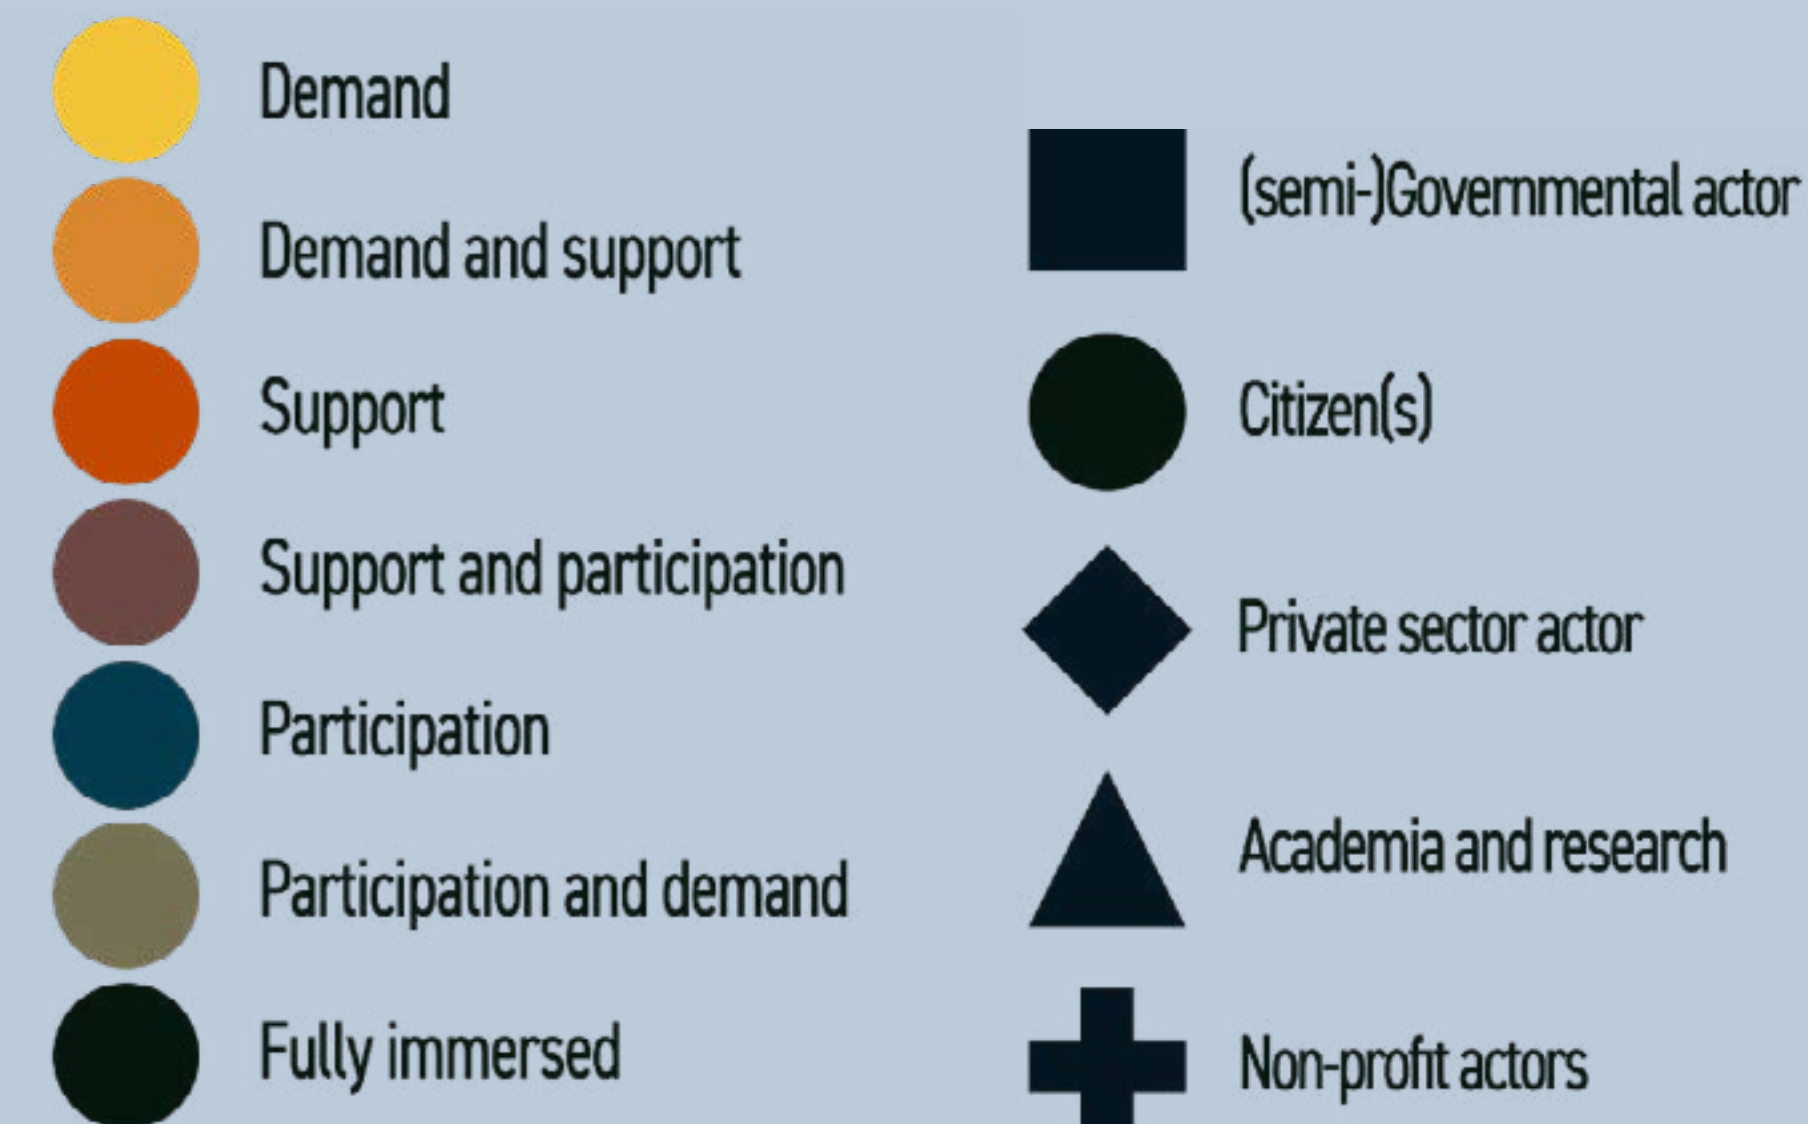 Demand
Demand and support
Support
Support and participation
Participation
Participation and demand
Fully immersed
(semi-)Governmental actor
Citizen(s)
Private sector actor
Academia and research
Non-profit actors